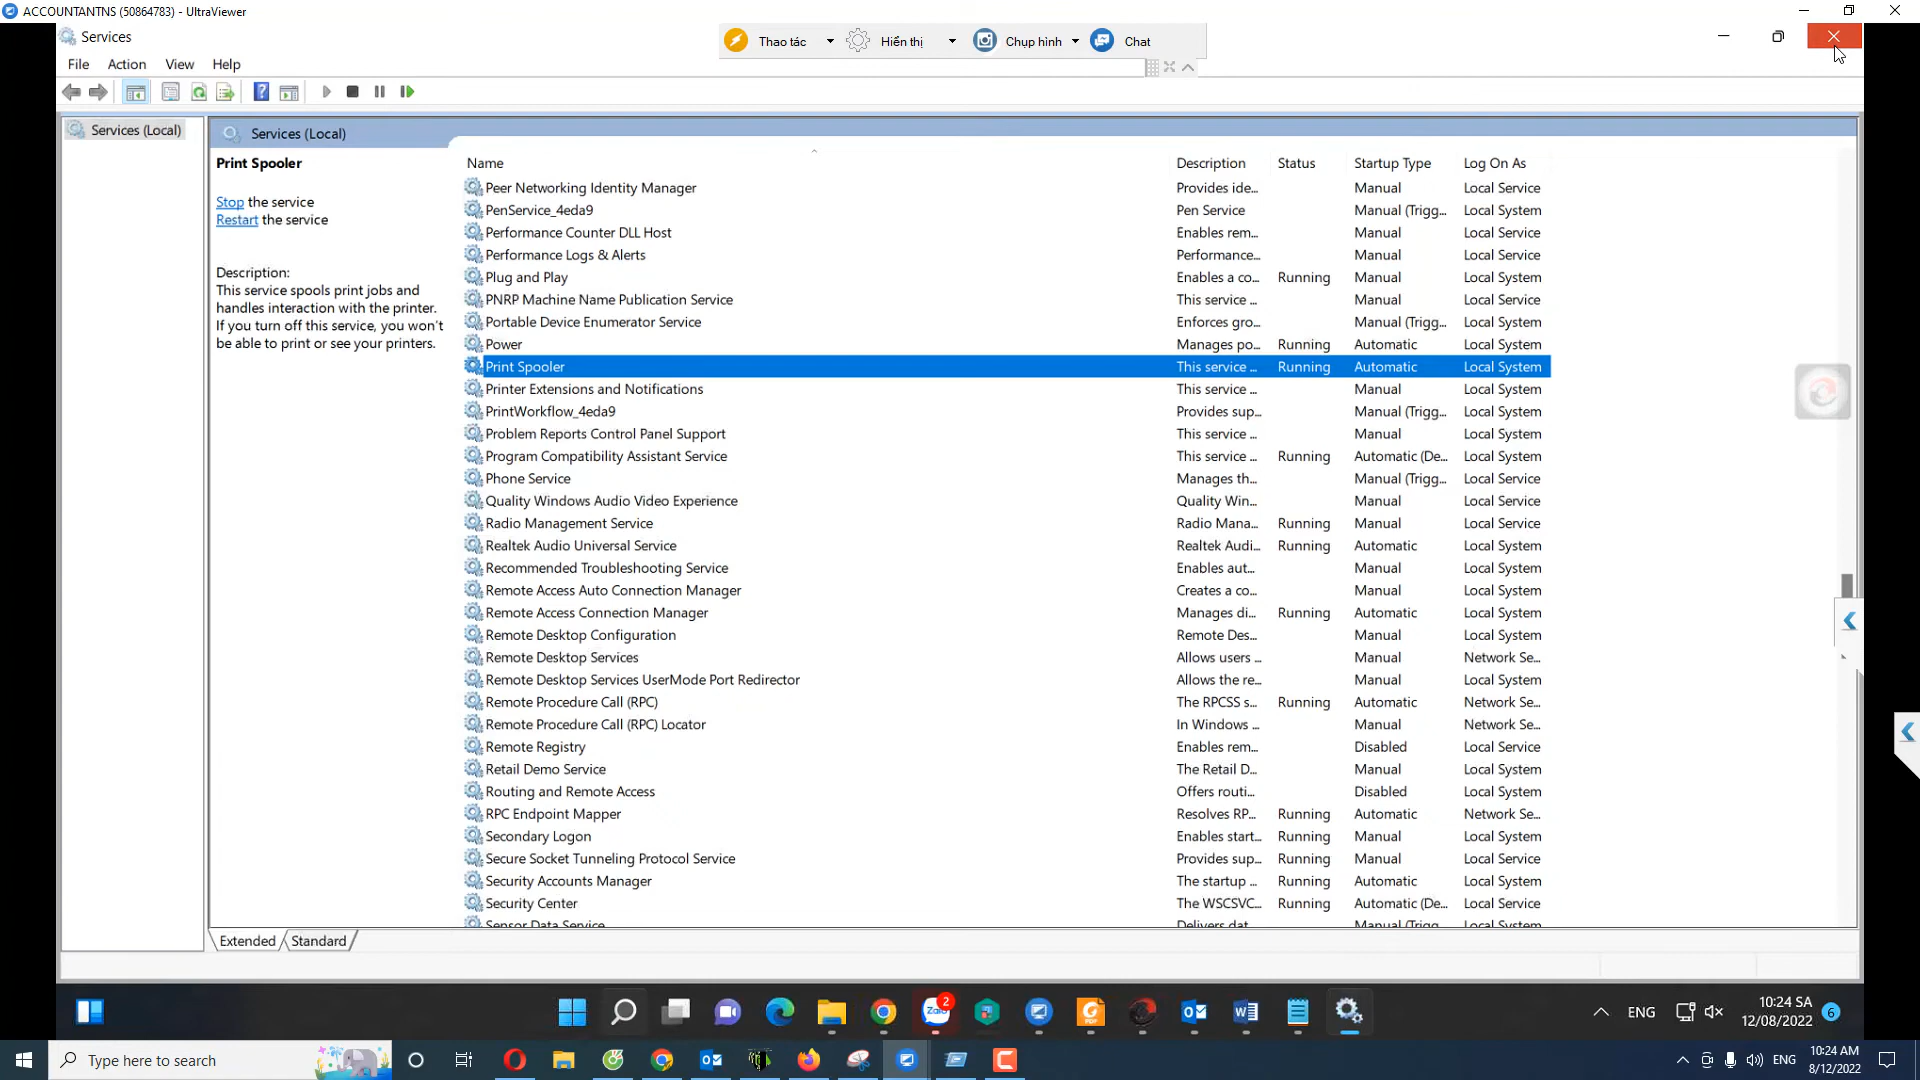 ACCOUNTANTNS (50864783) - UltraViewer
Services
Thao tác Hiển thị Chụp hình Chat
File Action View Help
Services (Local)
Services (Local)
Print Spooler
Stop the service
Restart the service
Description:
This service spools print jobs and
handles interaction with the printer.
If you turn off this service, you won't
be able to print or see your printers.
Name Description Status Startup Type Log On As
Peer Networking Identity Manager Provides ide... Manual Local Service
PenService_4eda9 Pen Service Manual (Trigg... Local System
Performance Counter DLL Host Enables rem... Manual Local Service
Performance Logs & Alerts Performance... Manual Local Service
Plug and Play Enables a co... Running Manual Local System
PNRP Machine Name Publication Service This service ... Manual Local Service
Portable Device Enumerator Service Enforces gro... Manual (Trigg... Local System
Power Manages po... Running Automatic Local System
Print Spooler This service ... Running Automatic Local System
Printer Extensions and Notifications This service ... Manual Local System
PrintWorkflow_4eda9 Provides sup... Manual (Trigg... Local System
Problem Reports Control Panel Support This service ... Manual Local System
Program Compatibility Assistant Service This service ... Running Automatic (De... Local System
Phone Service Manages th... Manual (Trigg... Local Service
Quality Windows Audio Video Experience Quality Win... Manual Local Service
Radio Management Service Radio Mana... Running Manual Local Service
Realtek Audio Universal Service Realtek Audi... Running Automatic Local System
Recommended Troubleshooting Service Enables aut... Manual Local System
Remote Access Auto Connection Manager Creates a co... Manual Local System
Remote Access Connection Manager Manages di... Running Automatic Local System
Remote Desktop Configuration Remote Des... Manual Local System
Remote Desktop Services Allows users ... Manual Network Se...
Remote Desktop Services UserMode Port Redirector Allows the re... Manual Local System
Remote Procedure Call (RPC) The RPCSS s... Running Automatic Network Se...
Remote Procedure Call (RPC) Locator In Windows ... Manual Network Se...
Remote Registry Enables rem... Disabled Local Service
Retail Demo Service The Retail D... Manual Local System
Routing and Remote Access Offers routi... Disabled Local System
RPC Endpoint Mapper Resolves RP... Running Automatic Network Se...
Secondary Logon Enables start... Running Manual Local System
Secure Socket Tunneling Protocol Service Provides sup... Running Manual Local Service
Security Accounts Manager The startup ... Running Automatic Local System
Security Center The WSCSVC... Running Automatic (De... Local Service
Sensor Data Service Delivers dat... Manual (Trigg... Local System
Extended Standard
Zalo 2 PDF ENG 10:24 SA
12/08/2022 6
Type here to search ENG 10:24 AM
8/12/2022